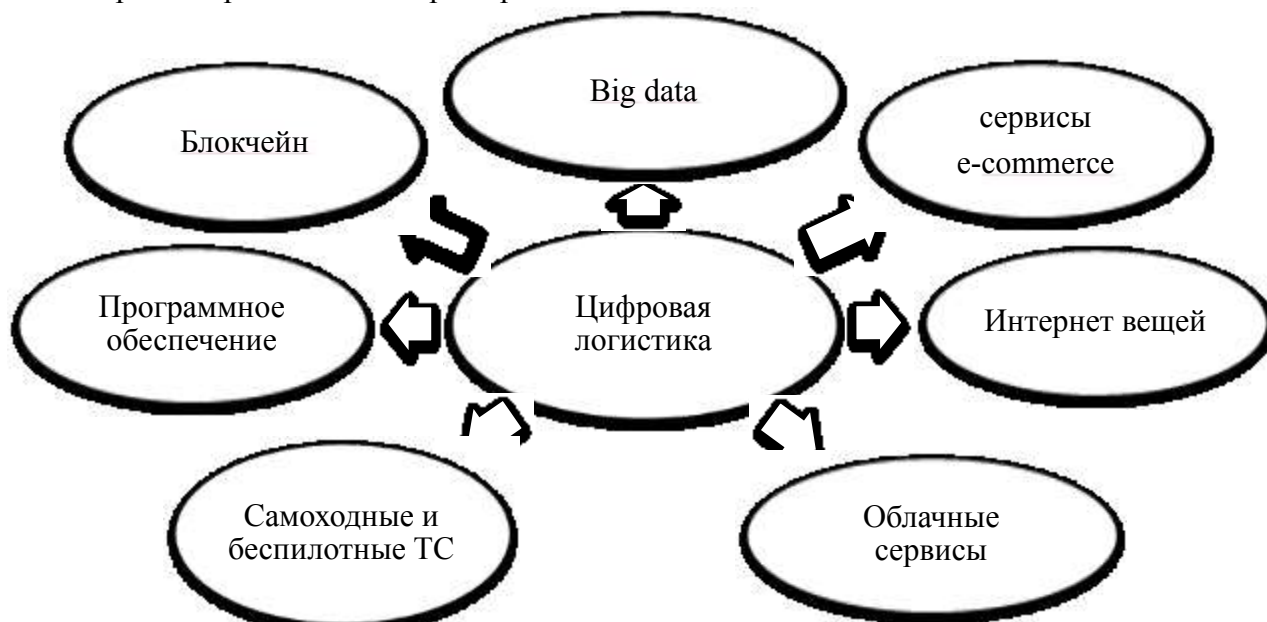 Big data
Блокчейн
сервисы
e-commerce
Программное
обеспечение
Цифровая
логистика
Интернет вещей
Самоходные и
беспилотные ТС
Облачные
сервисы